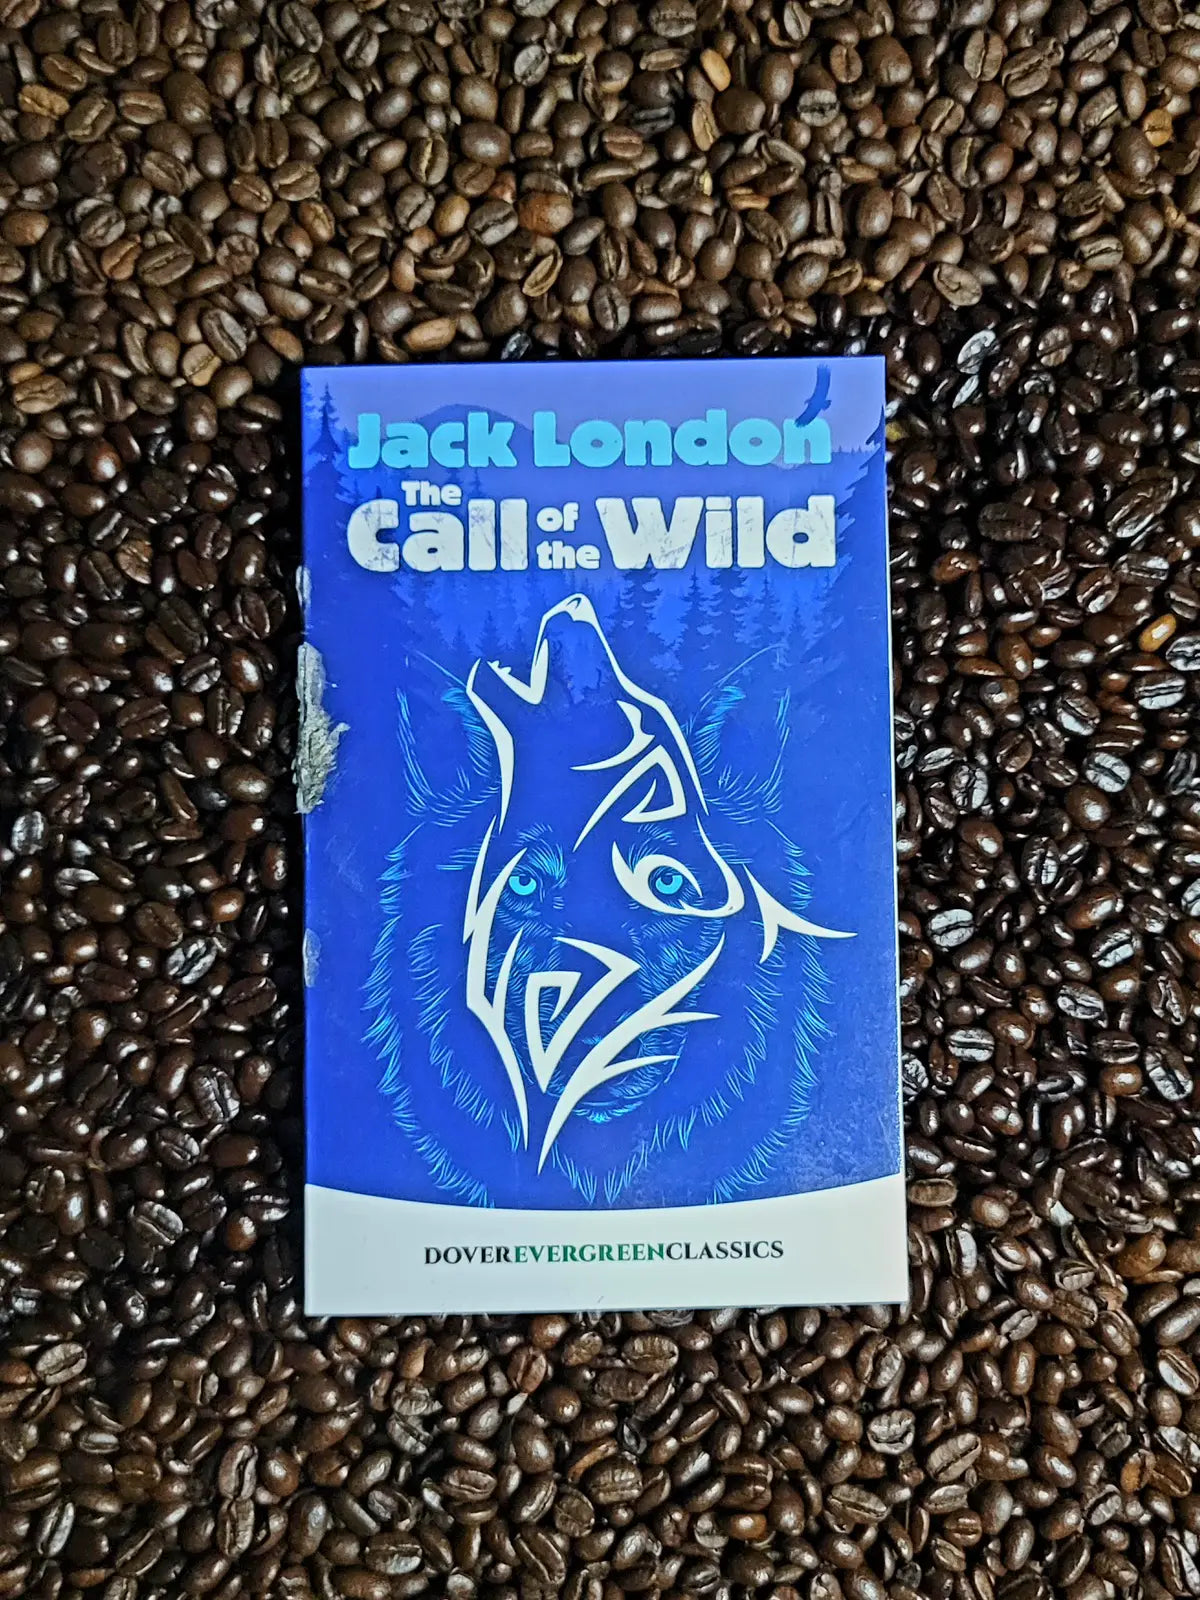 Jack London
The
Call of the Wild
DOVEREVERGREENCLASSICS